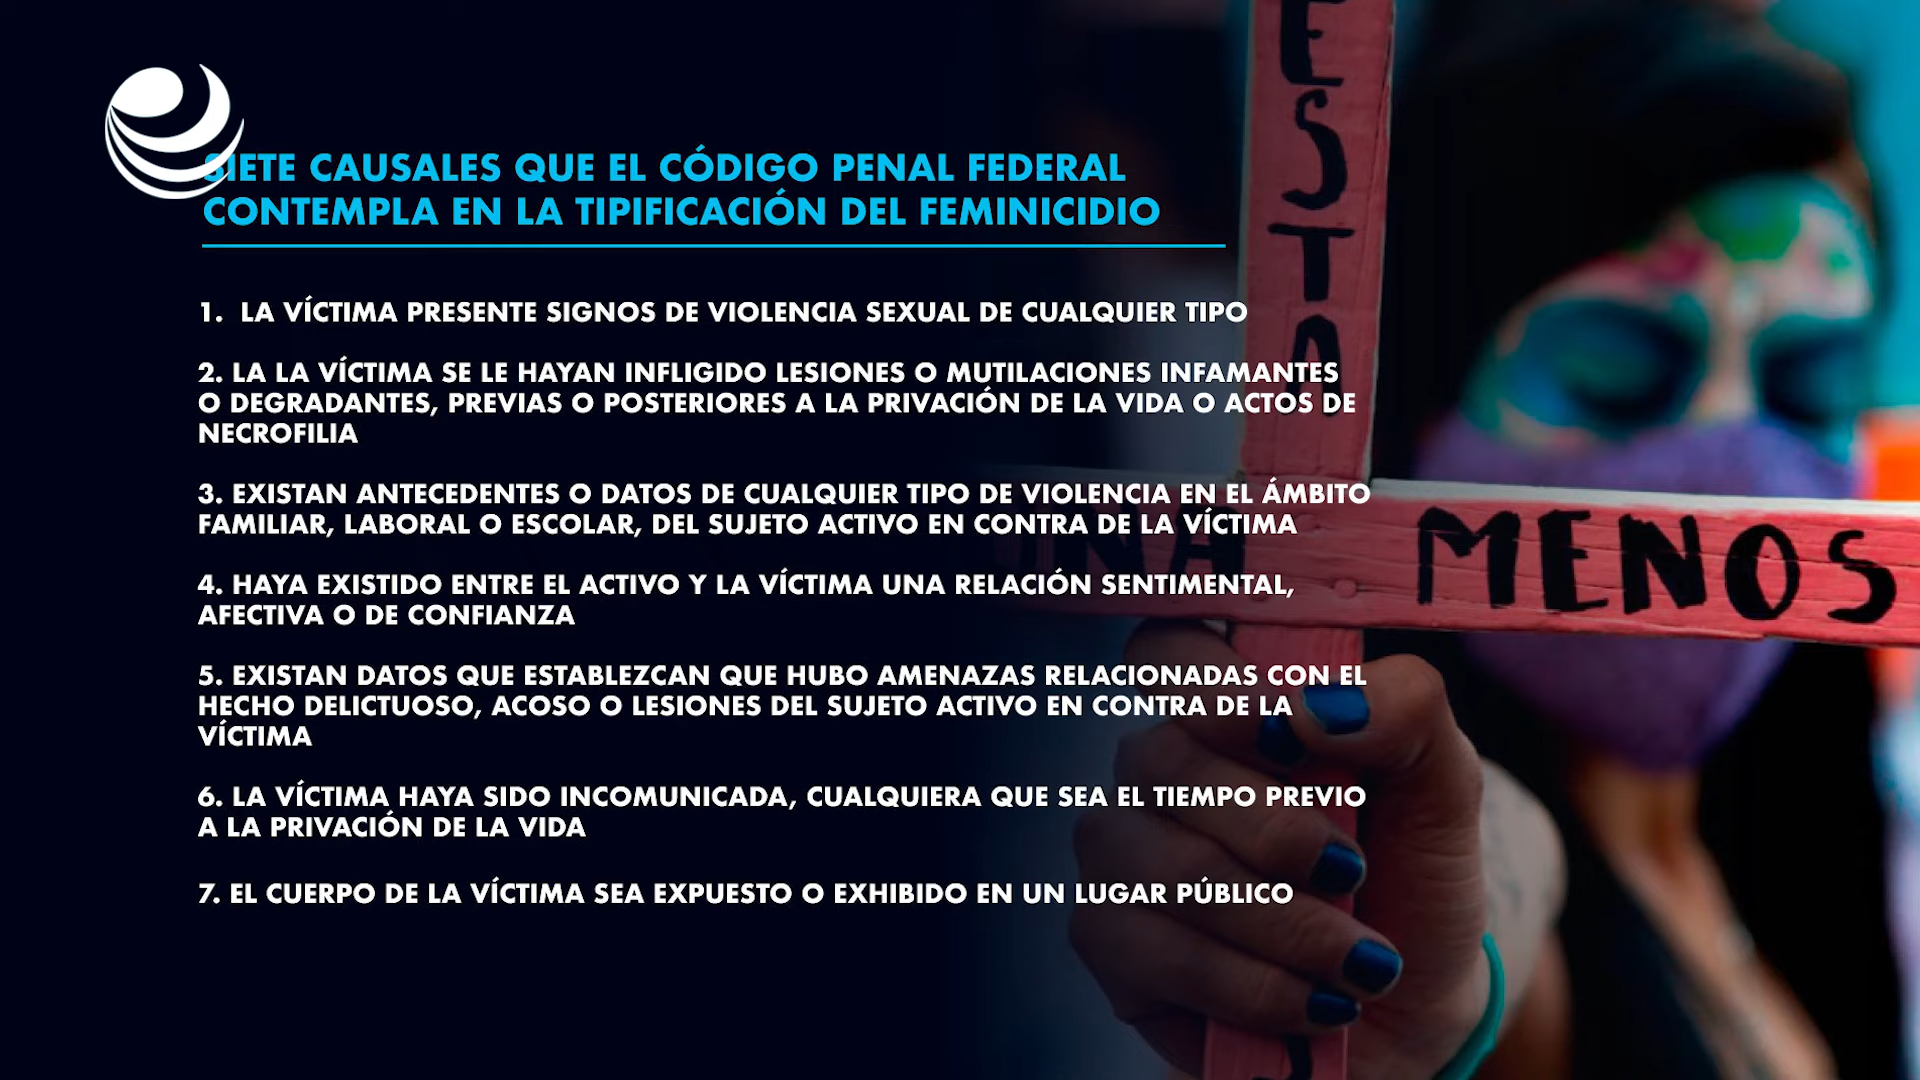 SIETE CAUSALES QUE EL CÓDIGO PENAL FEDERAL
CONTEMPLA EN LA TIPIFICACIÓN DEL FEMINICIDIO
1. LA VÍCTIMA PRESENTE SIGNOS DE VIOLENCIA SEXUAL DE CUALQUIER TIPO
2. LA LA VÍCTIMA SE LE HAYAN INFLIGIDO LESIONES O MUTILACIONES INFAMANTES
O DEGRADANTES, PREVIAS O POSTERIORES A LA PRIVACIÓN DE LA VIDA O ACTOS DE
NECROFILIA
3. EXISTAN ANTECEDENTES O DATOS DE CUALQUIER TIPO DE VIOLENCIA EN EL ÁMBITO
FAMILIAR, LABORAL O ESCOLAR, DEL SUJETO ACTIVO EN CONTRA DE LA VÍCTIMA
4. HAYA EXISTIDO ENTRE EL ACTIVO Y LA VÍCTIMA UNA RELACIÓN SENTIMENTAL,
AFECTIVA O DE CONFIANZA
5. EXISTAN DATOS QUE ESTABLEZCAN QUE HUBO AMENAZAS RELACIONADAS CON EL
HECHO DELICTUOSO, ACOSO O LESIONES DEL SUJETO ACTIVO EN CONTRA DE LA
VÍCTIMA
6. LA VÍCTIMA HAYA SIDO INCOMUNICADA, CUALQUIERA QUE SEA EL TIEMPO PREVIO
A LA PRIVACIÓN DE LA VIDA
7. EL CUERPO DE LA VÍCTIMA SEA EXPUESTO O EXHIBIDO EN UN LUGAR PÚBLICO
ESTA
UNA MENOS